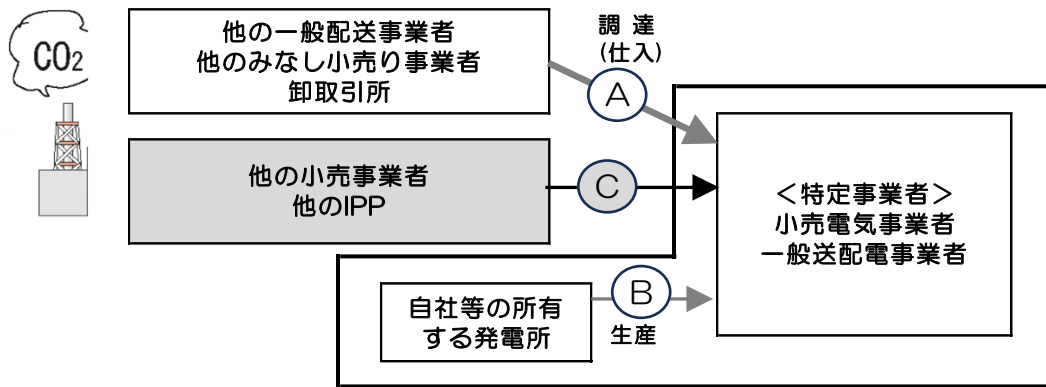 CO2
他の一般配送事業者
他のみなし小売り事業者
卸取引所
調 達
(仕入)
A
他の小売事業者
他のIPP
C
＜特定事業者＞
小売電気事業者
一般送配電事業者
自社等の所有
する発電所
B
生産